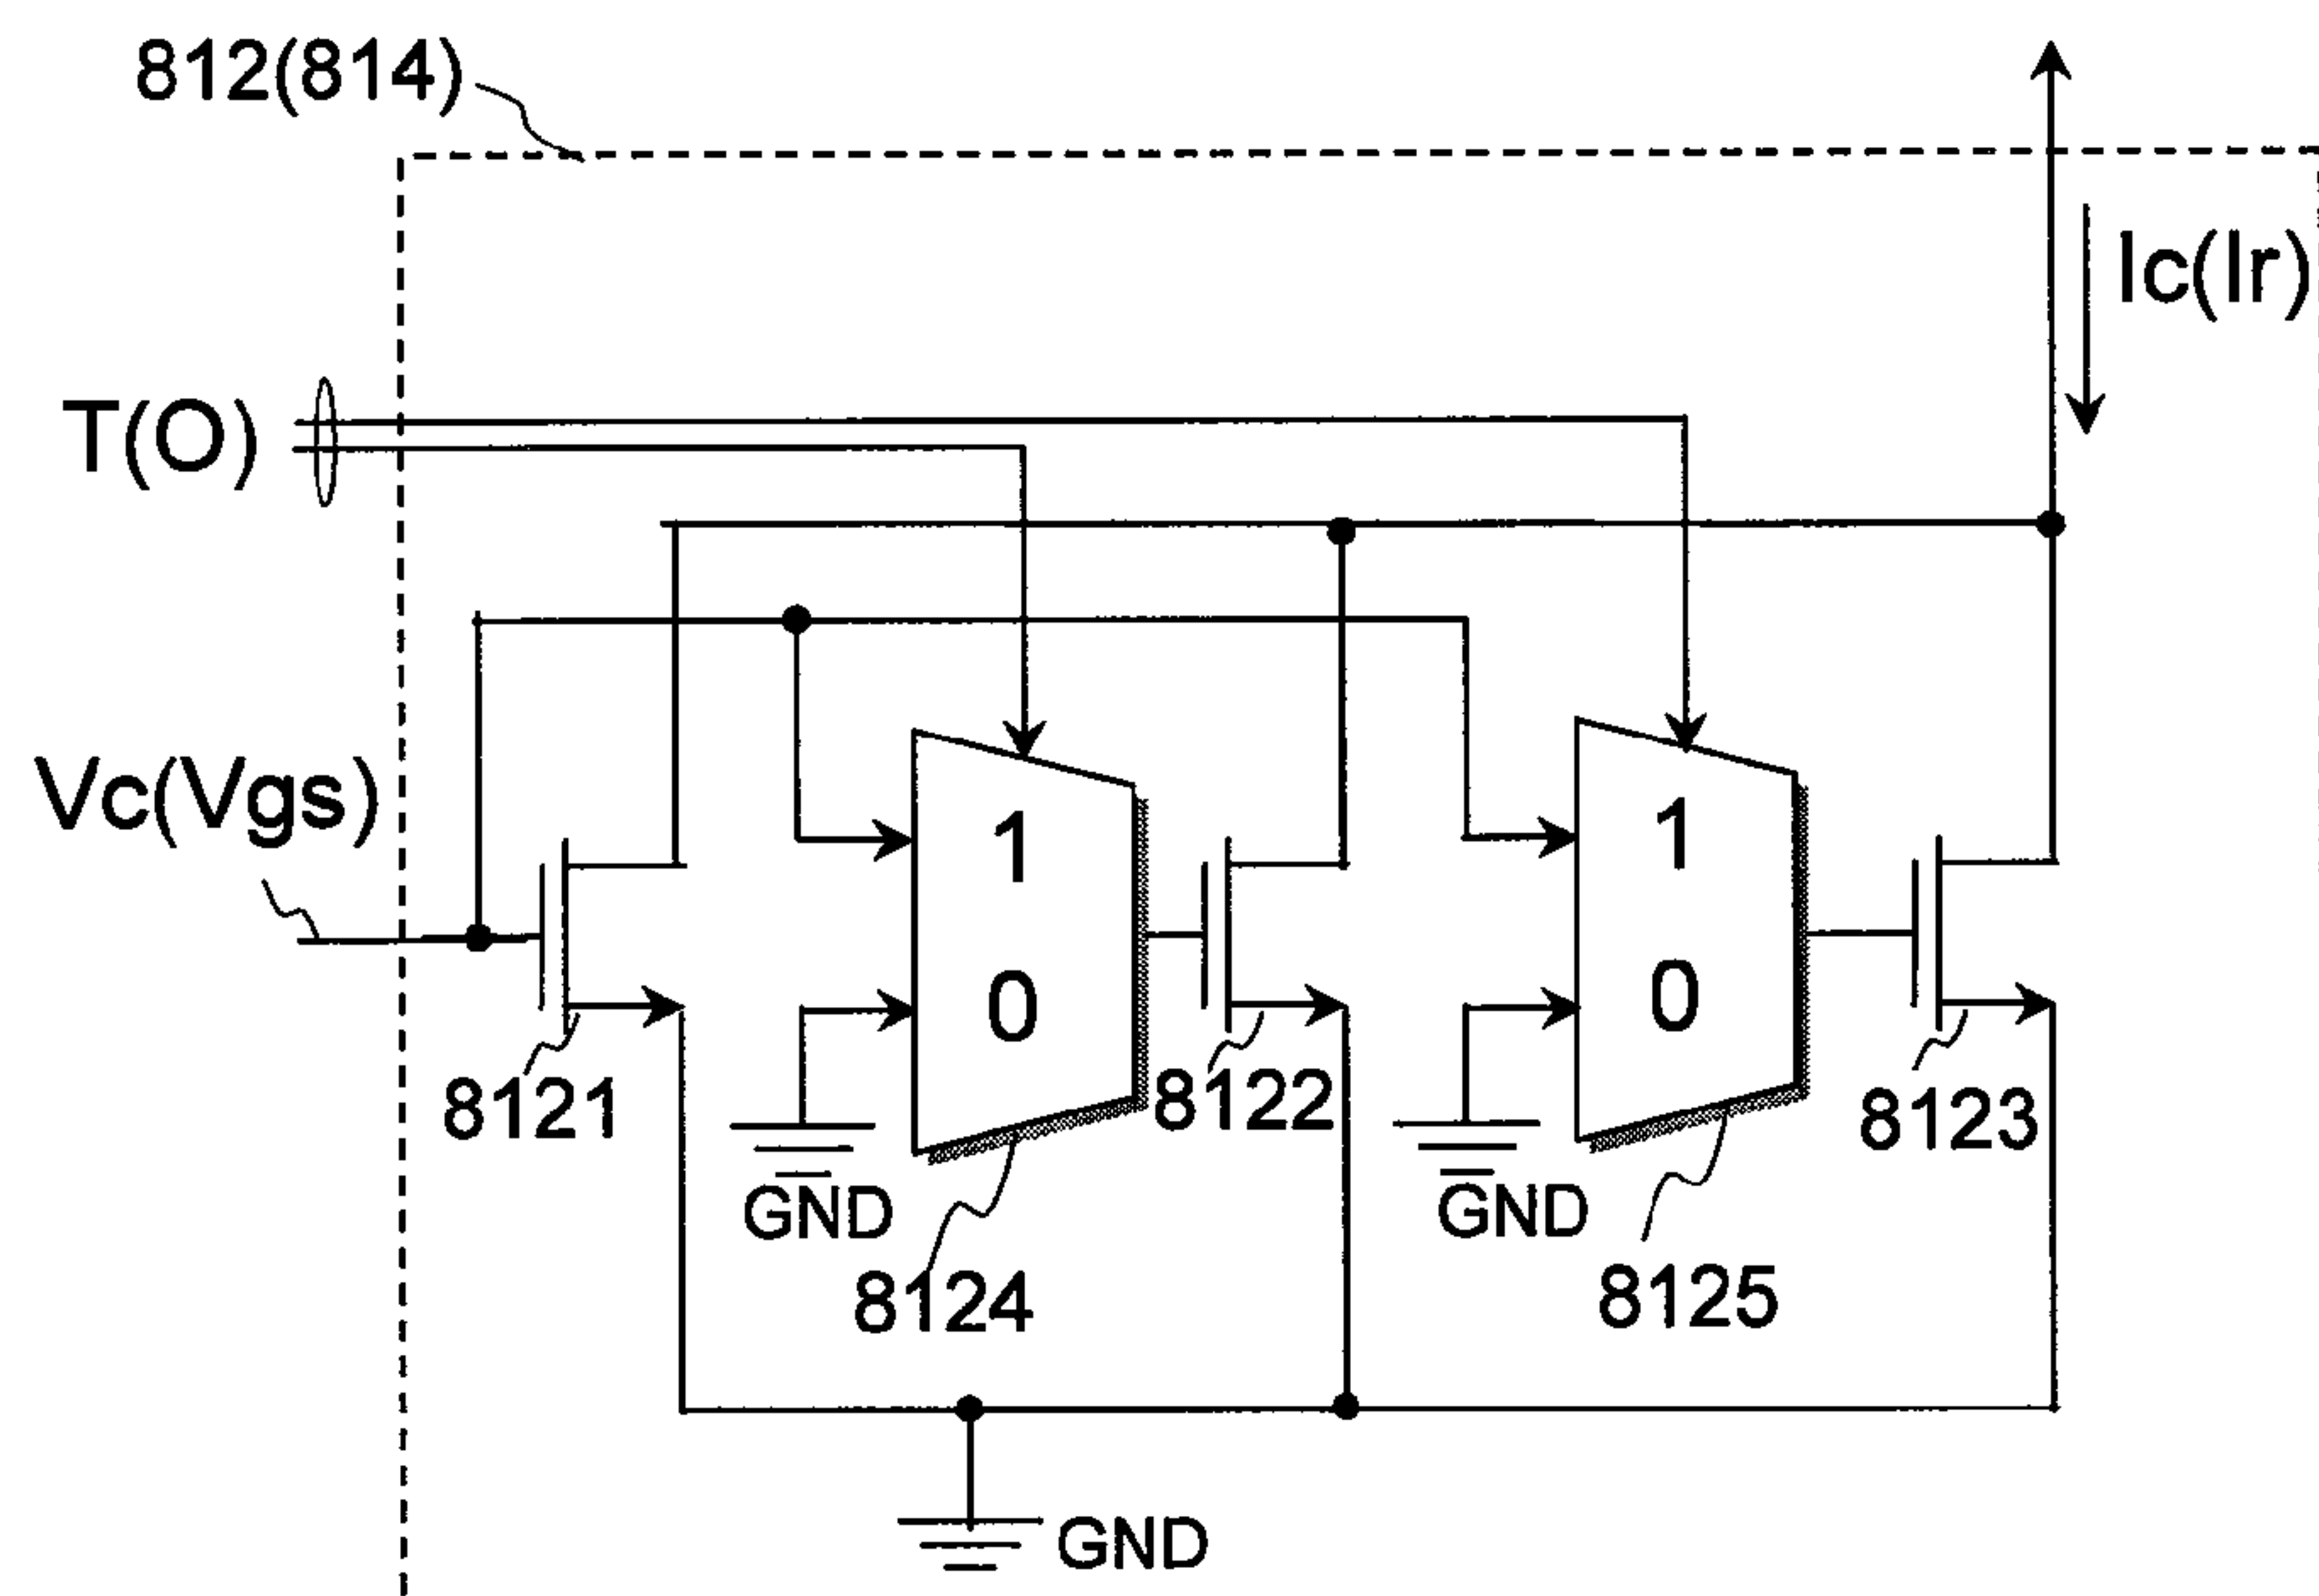 812(814)
Ic(Ir)
T(O)
Vc(Vgs)
1
1
0
0
8121
8122
8123
GND
GND
8124
8125
GND